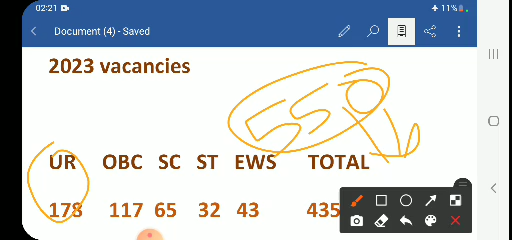 02:21 11%
Document (4) - Saved
2023 vacancies
UR OBC SC ST EWS TOTAL
178 117 65 32 43 435